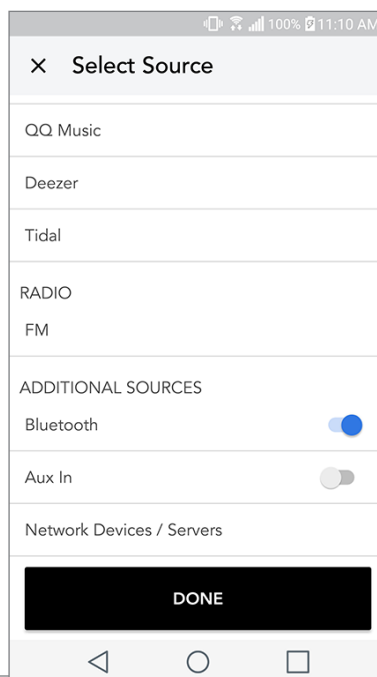 100% 11:10 AM
× Select Source
QQ Music
Deezer
Tidal
RADIO
FM
ADDITIONAL SOURCES
Bluetooth
Aux In
Network Devices / Servers
DONE